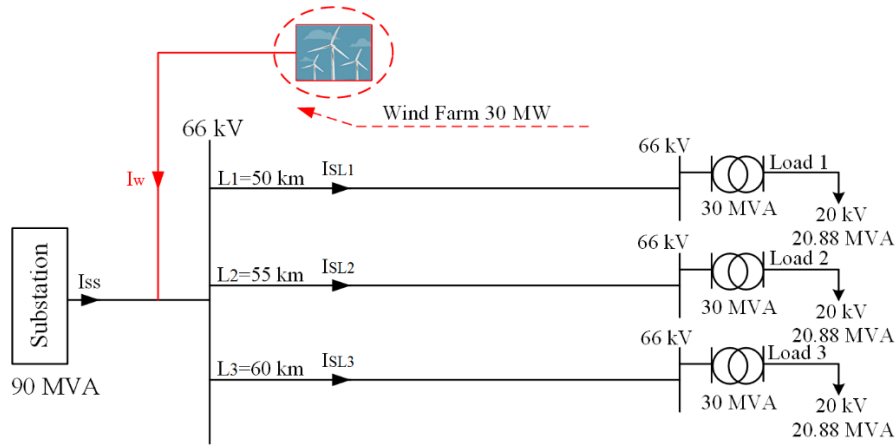 Wind Farm 30 MW
66 kV
Iw
L1=50 km
ISL1
66 kV
Load 1
30 MVA
20 kV
20.88 MVA
Substation
Iss
L2=55 km
ISL2
66 kV
Load 2
30 MVA
20 kV
20.88 MVA
90 MVA
L3=60 km
ISL3
66 kV
Load 3
30 MVA
20 kV
20.88 MVA